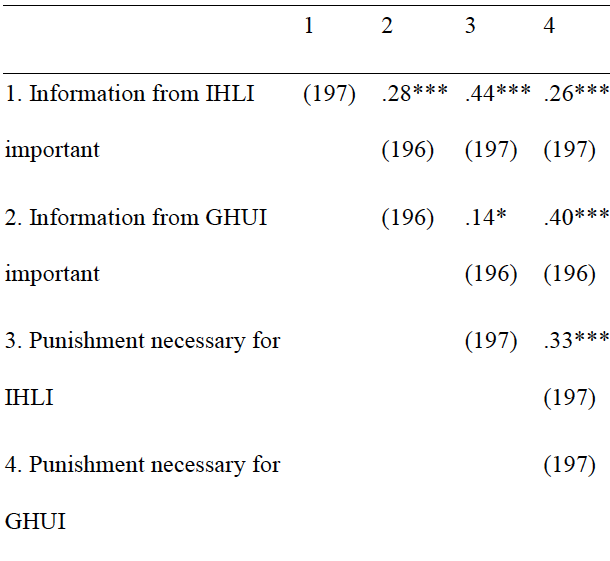 1 2 3 4
1. Information from IHLI (197) .28*** .44*** .26***
important (196) (197) (197)
2. Information from GHUI (196) .14* .40***
important (196) (196)
3. Punishment necessary for (197) .33***
IHLI (197)
4. Punishment necessary for (197)
GHUI